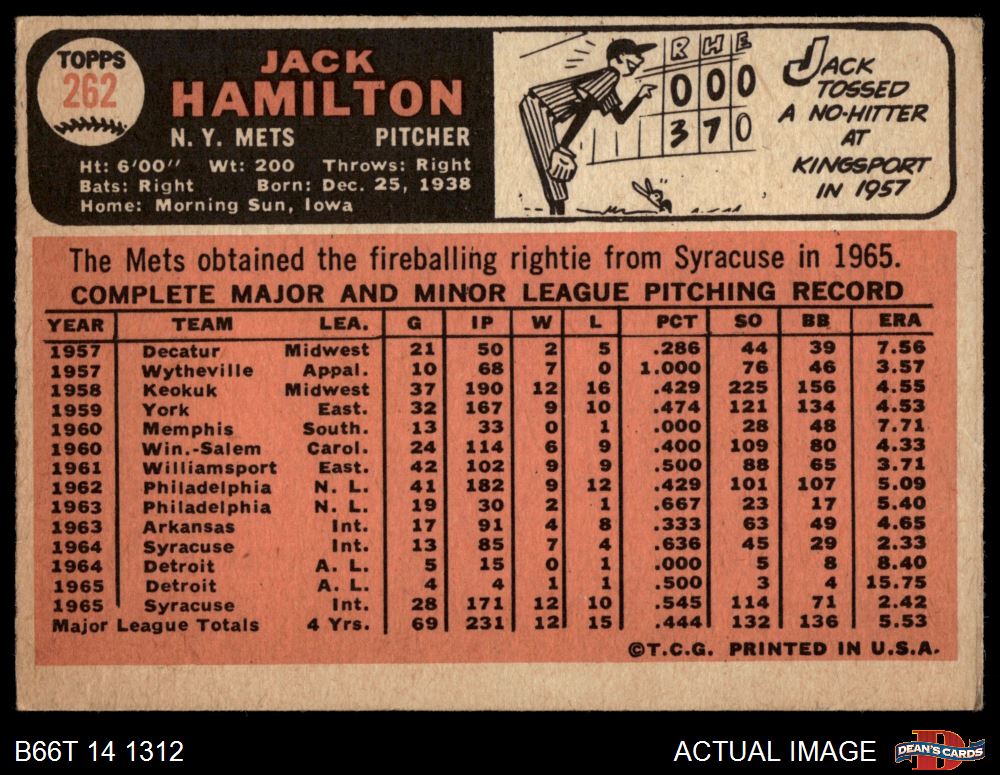 TOPPS
262
JACK
HAMILTON
N. Y. METS PITCHER
Ht: 6'00" Wt: 200 Throws: Right
Bats: Right Born: Dec. 25, 1938
Home: Morning Sun, Iowa
R H E
0 0 0
3 7 0
JACK
TOSSED
A NO-HITTER
AT
KINGSPORT
IN 1957
The Mets obtained the fireballing rightie from Syracuse in 1965.
COMPLETE MAJOR AND MINOR LEAGUE PITCHING RECORD
YEAR TEAM LEA. G IP W L PCT SO BB ERA
1957 Decatur Midwest 21 50 2 5 .286 44 39 7.56
1957 Wytheville Appal. 10 68 7 0 1.000 76 46 3.57
1958 Keokuk Midwest 37 190 12 16 .429 225 156 4.55
1959 York East. 32 167 9 10 .474 121 134 4.53
1960 Memphis South. 13 33 0 1 .000 28 48 7.71
1960 Win.-Salem Carol. 24 114 6 9 .400 109 80 4.33
1961 Williamsport East. 42 102 9 9 .500 88 65 3.71
1962 Philadelphia N. L. 41 182 9 12 .429 101 107 5.09
1963 Philadelphia N. L. 19 30 2 1 .667 23 17 5.40
1963 Arkansas Int. 17 91 4 8 .333 63 49 4.65
1964 Syracuse Int. 13 85 7 4 .636 45 29 2.33
1964 Detroit A. L. 5 15 0 1 .000 5 8 8.40
1965 Detroit A. L. 4 4 1 1 .500 3 4 15.75
1965 Syracuse Int. 28 171 12 10 .545 114 71 2.42
Major League Totals 4 Yrs. 69 231 12 15 .444 132 136 5.53
©T.C.G. PRINTED IN U.S.A.
B66T 14 1312 ACTUAL IMAGE DEAN'S CARDS